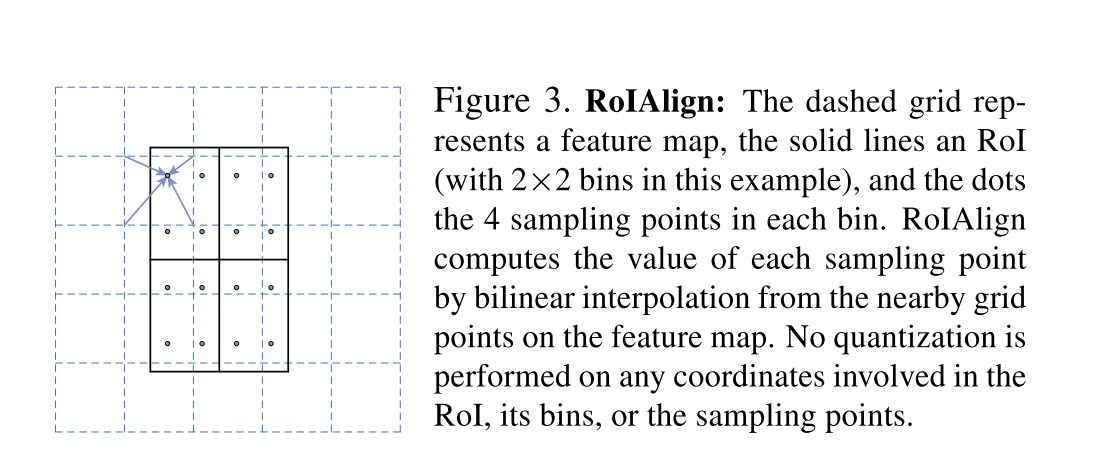 Figure 3. RoIAlign: The dashed grid rep-
resents a feature map, the solid lines an RoI
(with 2×2 bins in this example), and the dots
the 4 sampling points in each bin. RoIAlign
computes the value of each sampling point
by bilinear interpolation from the nearby grid
points on the feature map. No quantization is
performed on any coordinates involved in the
RoI, its bins, or the sampling points.